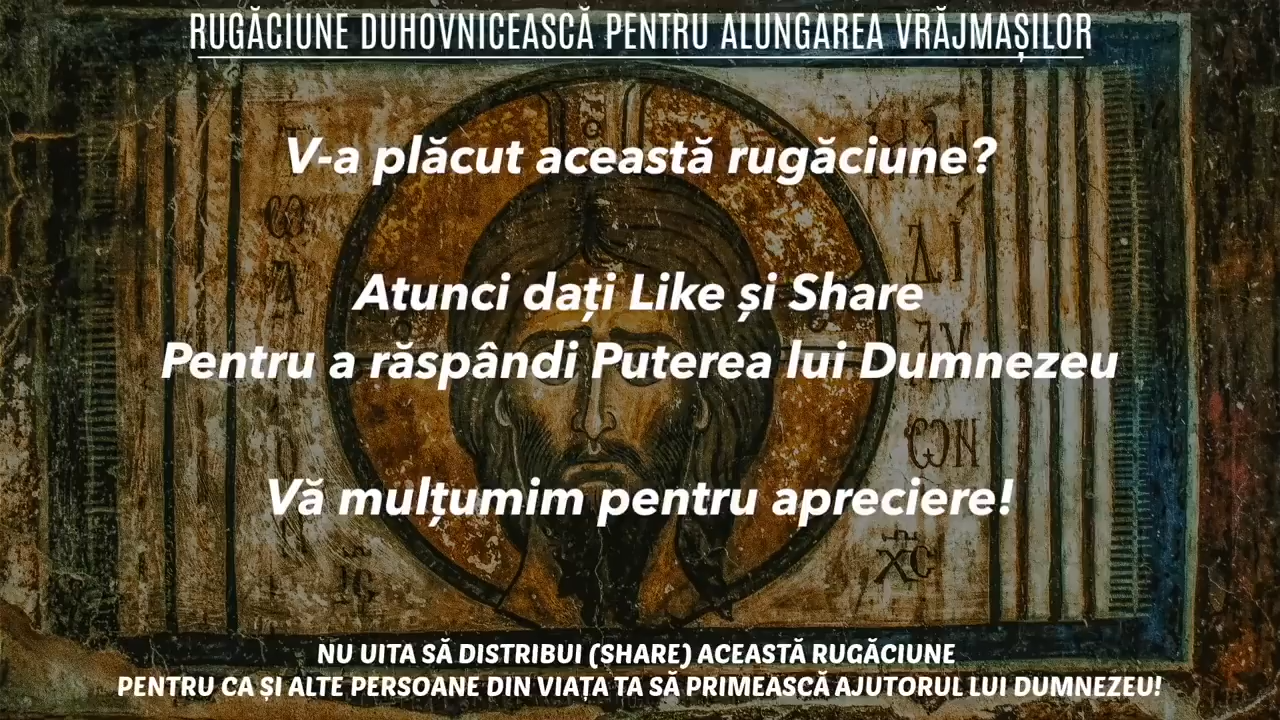 RUGĂCIUNE DUHOVNICEASCĂ PENTRU ALUNGAREA VRĂJMAȘILOR
V-a plăcut această rugăciune?
Atunci dați Like și Share
Pentru a răspândi Puterea lui Dumnezeu
Vă mulțumim pentru apreciere!
ΙC
ΧC
NU UITA SĂ DISTRIBUI (SHARE) ACEASTĂ RUGĂCIUNE
PENTRU CA ȘI ALTE PERSOANE DIN VIAȚA TA SĂ PRIMEASCĂ AJUTORUL LUI DUMNEZEU!